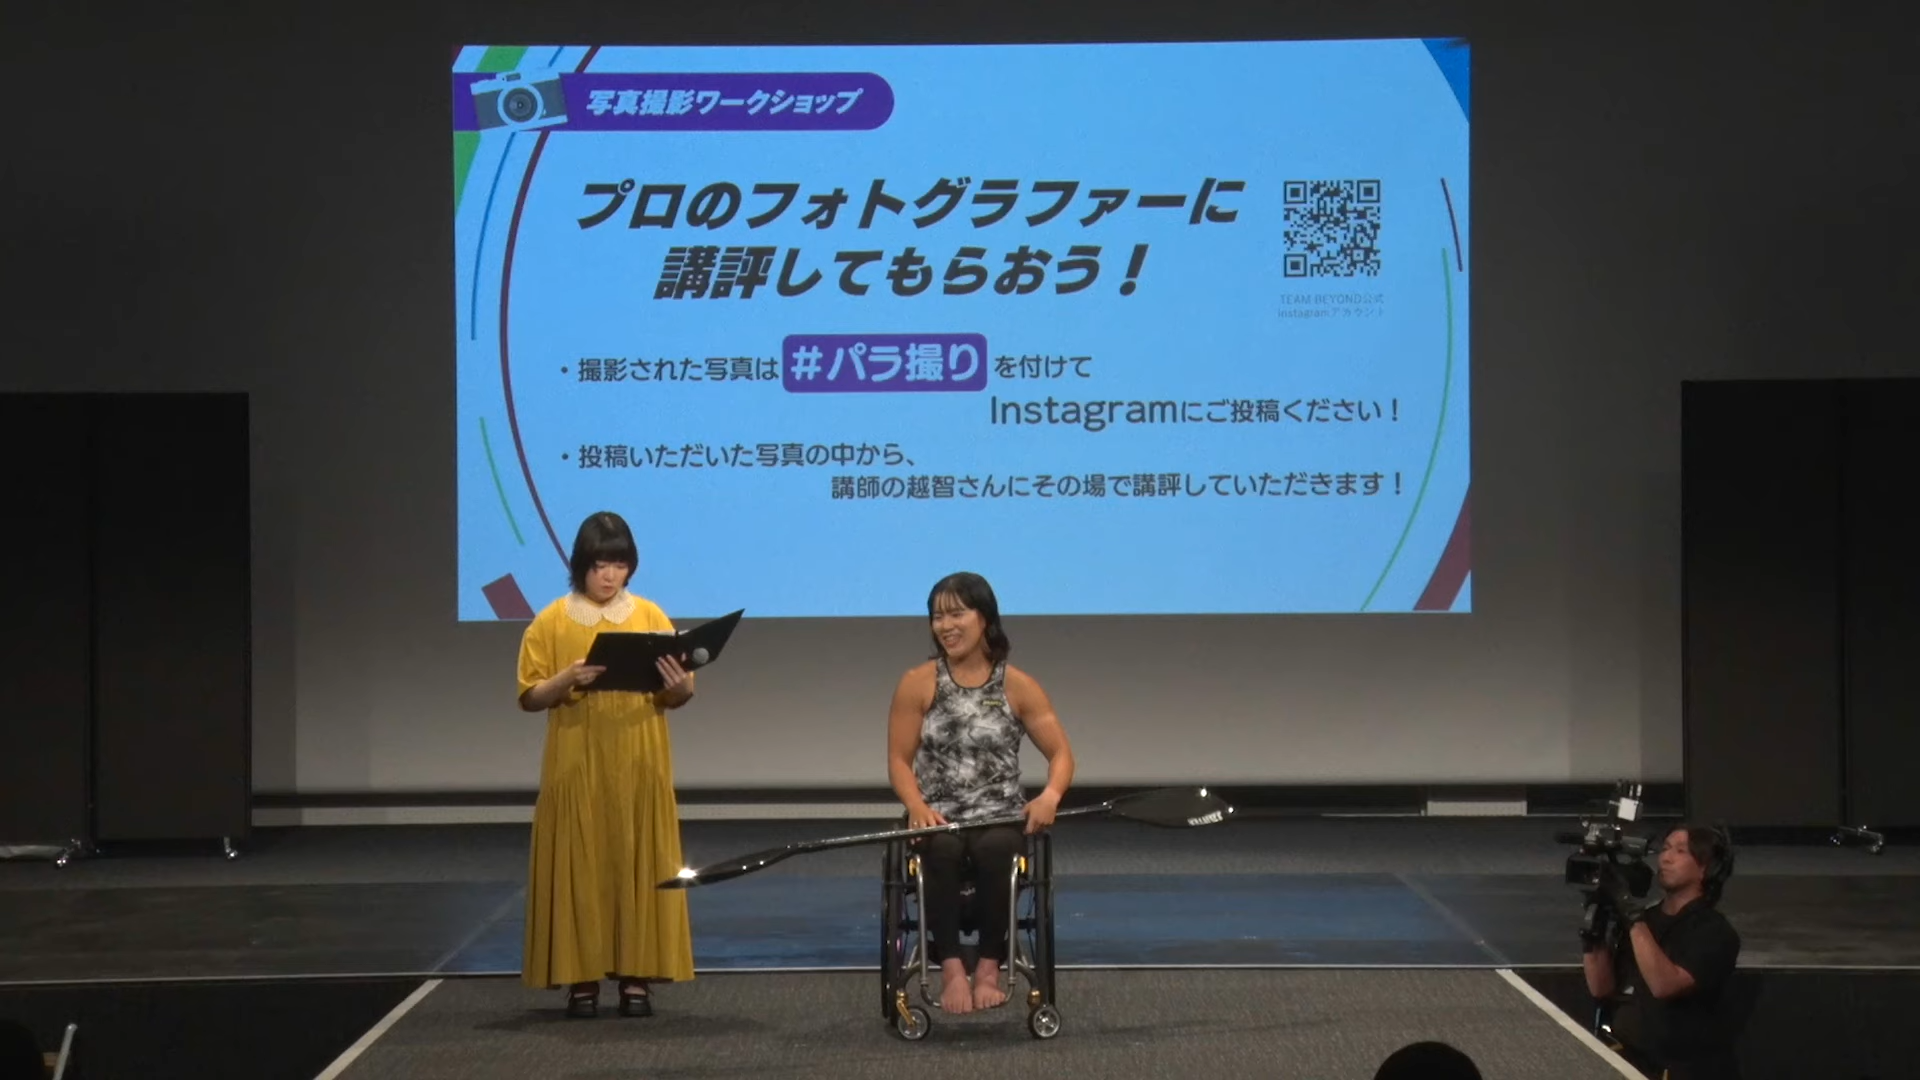 写真撮影ワークショップ
プロのフォトグラファーに
講評してもらおう！
TEAM BEYOND公式
instagramアカウント
・撮影された写真は #パラ撮り を付けて
Instagramにご投稿ください！
・投稿いただいた写真の中から、
講師の越智さんにその場で講評していただきます！